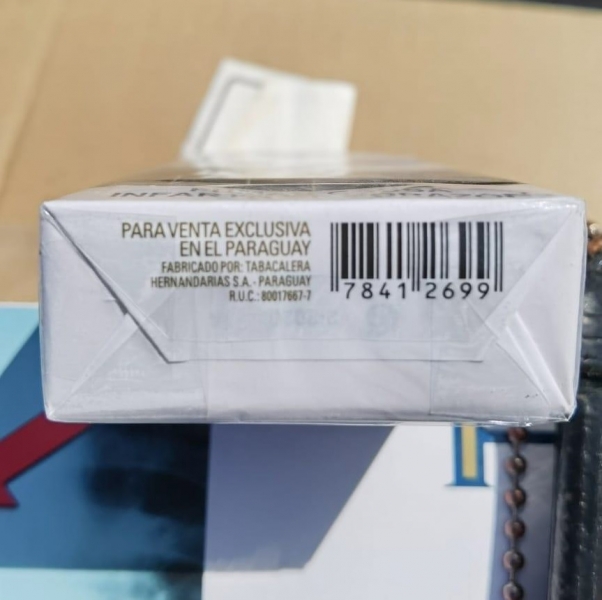 PARA VENTA EXCLUSIVA
EN EL PARAGUAY
FABRICADO POR: TABACALERA
HERNANDARIAS S.A.- PARAGUAY
R.U.C.: 80017667-7
7841 2699